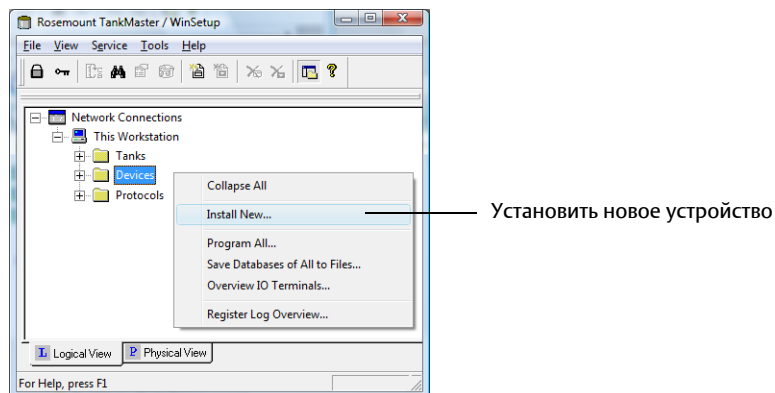 Rosemount TankMaster / WinSetup
File View Service Tools Help
Network Connections
This Workstation
Tanks
Devices
Protocols
Collapse All
Install New...
Установить новое устройство
Program All...
Save Databases of All to Files...
Overview IO Terminals...
Register Log Overview...
L Logical View P Physical View
For Help, press F1